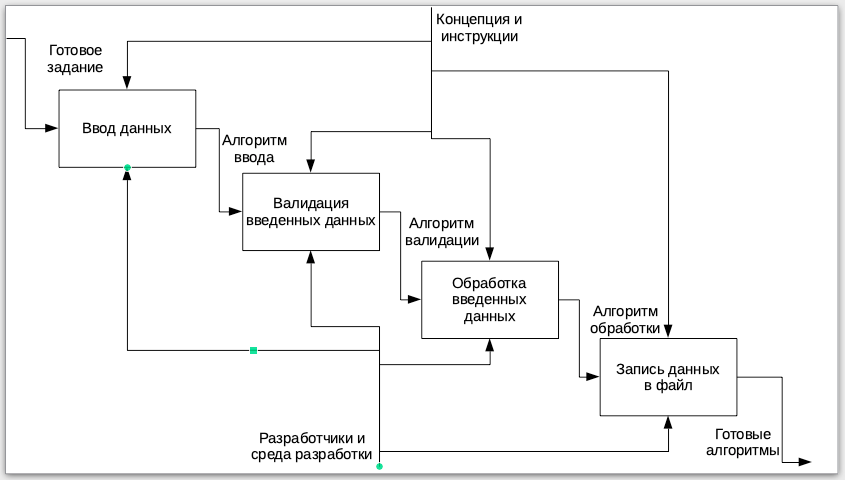 Концепция и
инструкции
Готовое
задание
Ввод данных
Алгоритм
ввода
Валидация
введенных данных
Алгоритм
валидации
Обработка
введенных
данных
Алгоритм
обработки
Запись данных
в файл
Разработчики и
среда разработки
Готовые
алгоритмы